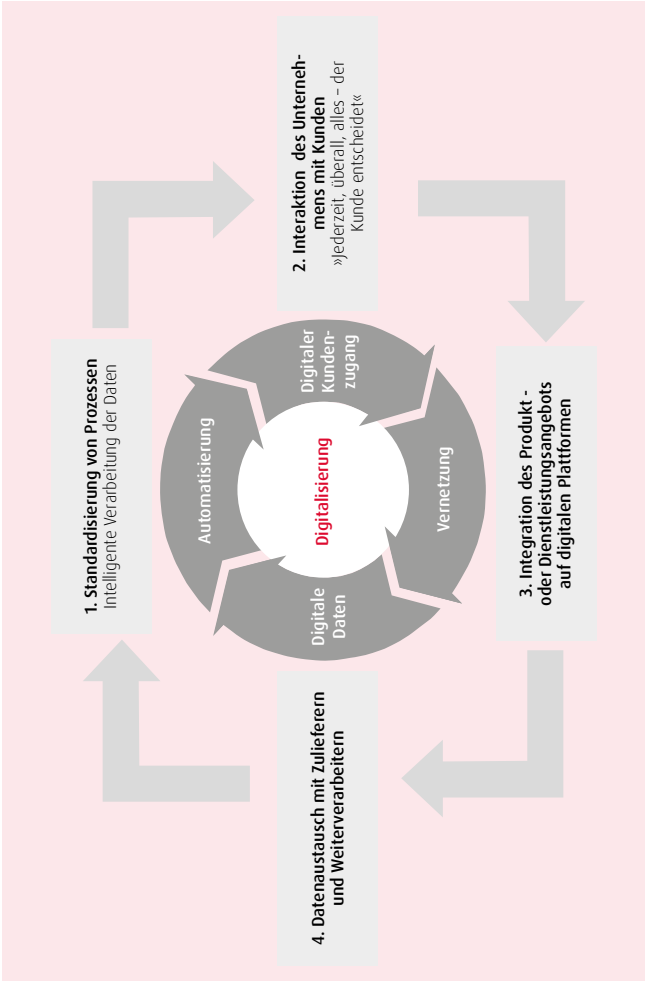 1. Standardisierung von Prozessen
Intelligente Verarbeitung der Daten
2. Interaktion des Unterneh-
mens mit Kunden
»Jederzeit, überall, alles – der
Kunde entscheidet«
3. Integration des Produkt -
oder Dienstleistungsangebots
auf digitalen Plattformen
4. Datenaustausch mit Zulieferern
und Weiterverarbeitern
Automatisierung
Digitaler
Kunden-
zugang
Vernetzung
Digitale
Daten
Digitalisierung